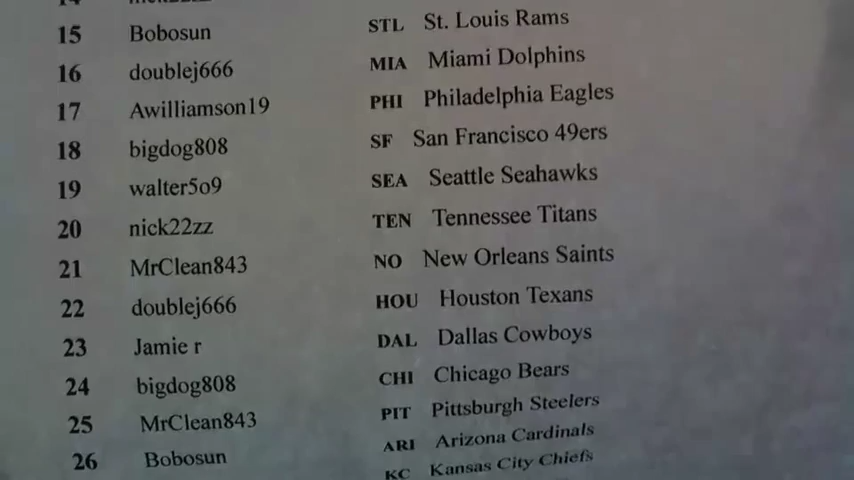 15 Bobosun STL St. Louis Rams
16 doublej666 MIA Miami Dolphins
17 Awilliamson19 PHI Philadelphia Eagles
18 bigdog808 SF San Francisco 49ers
19 walter5o9 SEA Seattle Seahawks
20 nick22zz TEN Tennessee Titans
21 MrClean843 NO New Orleans Saints
22 doublej666 HOU Houston Texans
23 Jamie r DAL Dallas Cowboys
24 bigdog808 CHI Chicago Bears
25 MrClean843 PIT Pittsburgh Steelers
26 Bobosun ARI Arizona Cardinals
KC Kansas City Chiefs